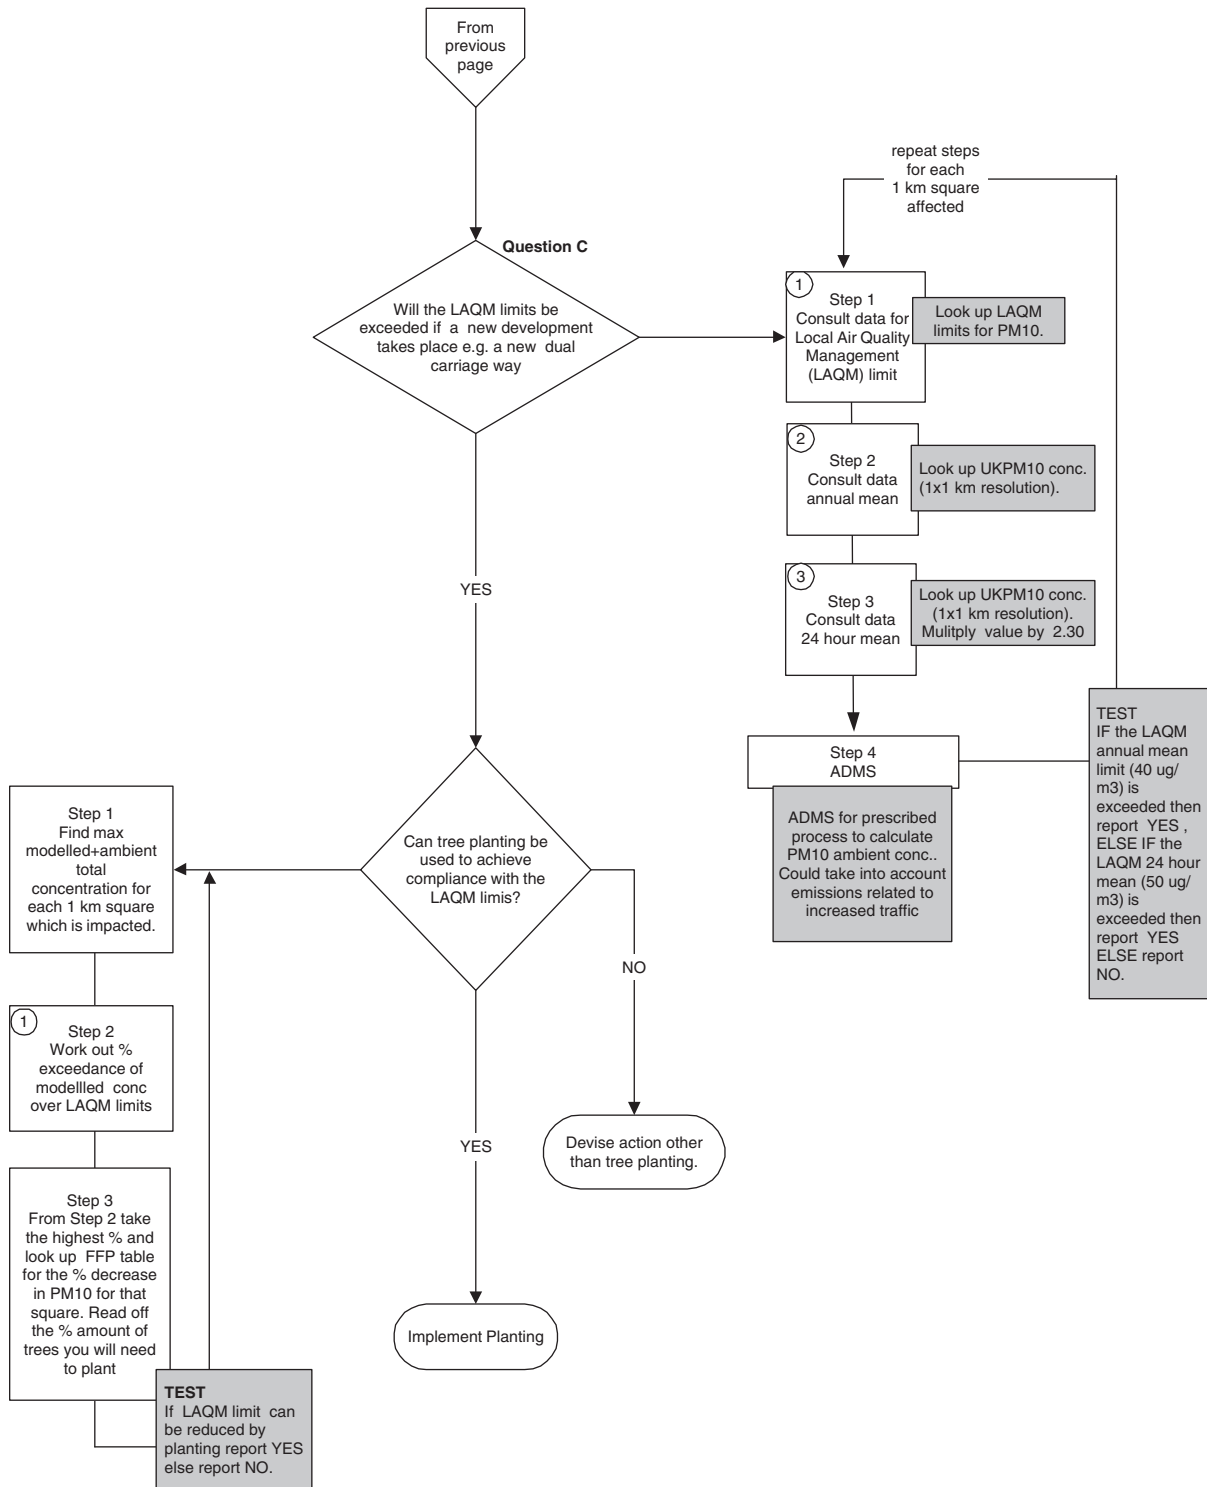 From
previous
page
repeat steps
for each
1 km square
affected
Question C
Will the LAQM limits be
exceeded if a new development
takes place e.g. a new dual
carriage way
1
Step 1
Consult data for
Local Air Quality
Management
(LAQM) limit
Look up LAQM
limits for PM10.
2
Step 2
Consult data
annual mean
Look up UKPM10 conc.
(1x1 km resolution).
YES
3
Step 3
Consult data
24 hour mean
Look up UKPM10 conc.
(1x1 km resolution).
Mulitply value by 2.30
Step 4
ADMS
ADMS for prescribed
process to calculate
PM10 ambient conc..
Could take into account
emissions related to
increased traffic
TEST
IF the LAQM
annual mean
limit (40 ug/
m3) is
exceeded then
report YES ,
ELSE IF the
LAQM 24 hour
mean (50 ug/
m3) is
exceeded then
report YES
ELSE report
NO.
Can tree planting be
used to achieve
compliance with the
LAQM limis?
Step 1
Find max
modelled+ambient
total
concentration for
each 1 km square
which is impacted.
NO
1
Step 2
Work out %
exceedance of
modellled conc
over LAQM limits
YES
Devise action other
than tree planting.
Step 3
From Step 2 take
the highest % and
look up FFP table
for the % decrease
in PM10 for that
square. Read off
the % amount of
trees you will need
to plant
Implement Planting
TEST
If LAQM limit can
be reduced by
planting report YES
else report NO.